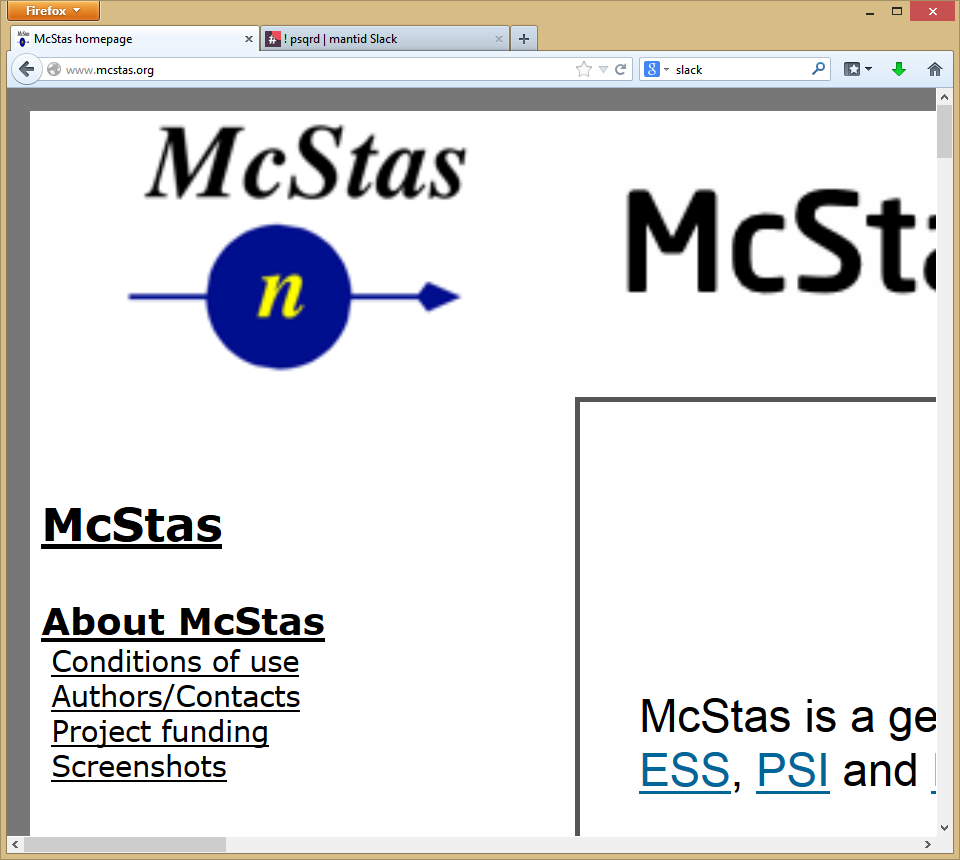 Firefox
McStas homepage
! psqrd | mantid Slack
www.mcstas.org
slack
McStas
n
McSta
McStas
About McStas
Conditions of use
Authors/Contacts
Project funding
Screenshots
McStas is a ge
ESS, PSI and